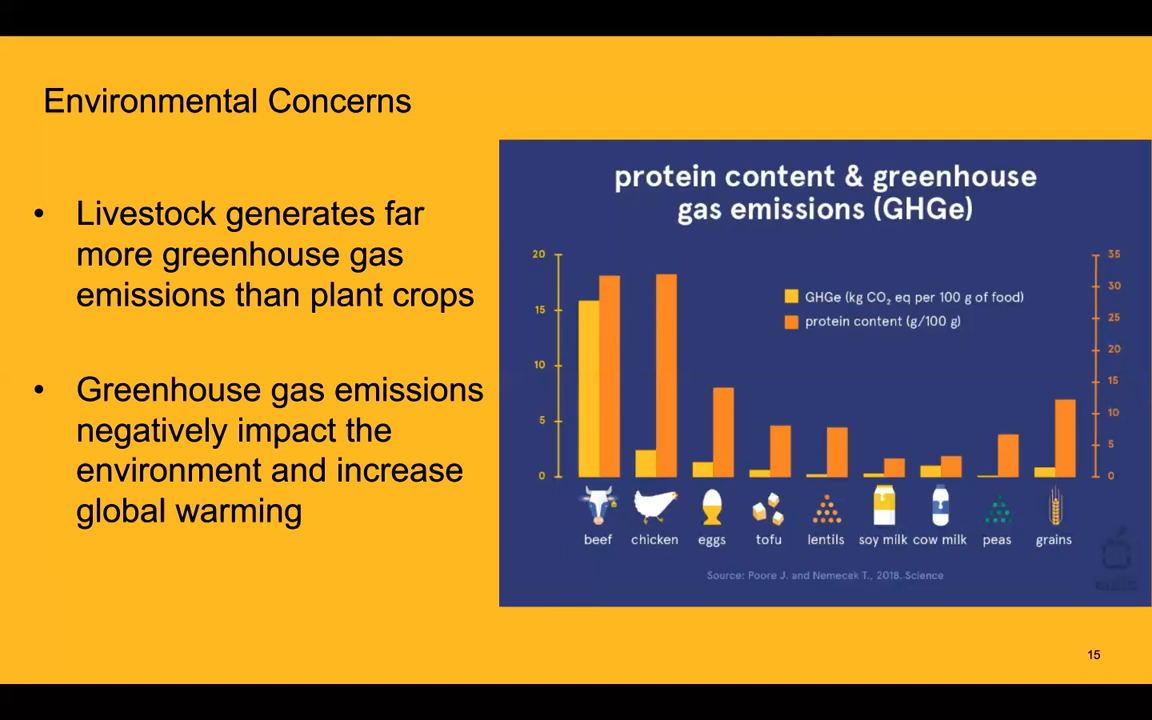 Environmental Concerns
• Livestock generates far
more greenhouse gas
emissions than plant crops
• Greenhouse gas emissions
negatively impact the
environment and increase
global warming
protein content & greenhouse
gas emissions (GHGe)
20
15
10
5
0
GHGe (kg CO₂ eq per 100 g of food)
protein content (g/100 g)
35
30
25
20
15
10
5
0
beef chicken eggs tofu lentils soy milk cow milk peas grains
Source: Poore J. and Nemecek T., 2018. Science
15